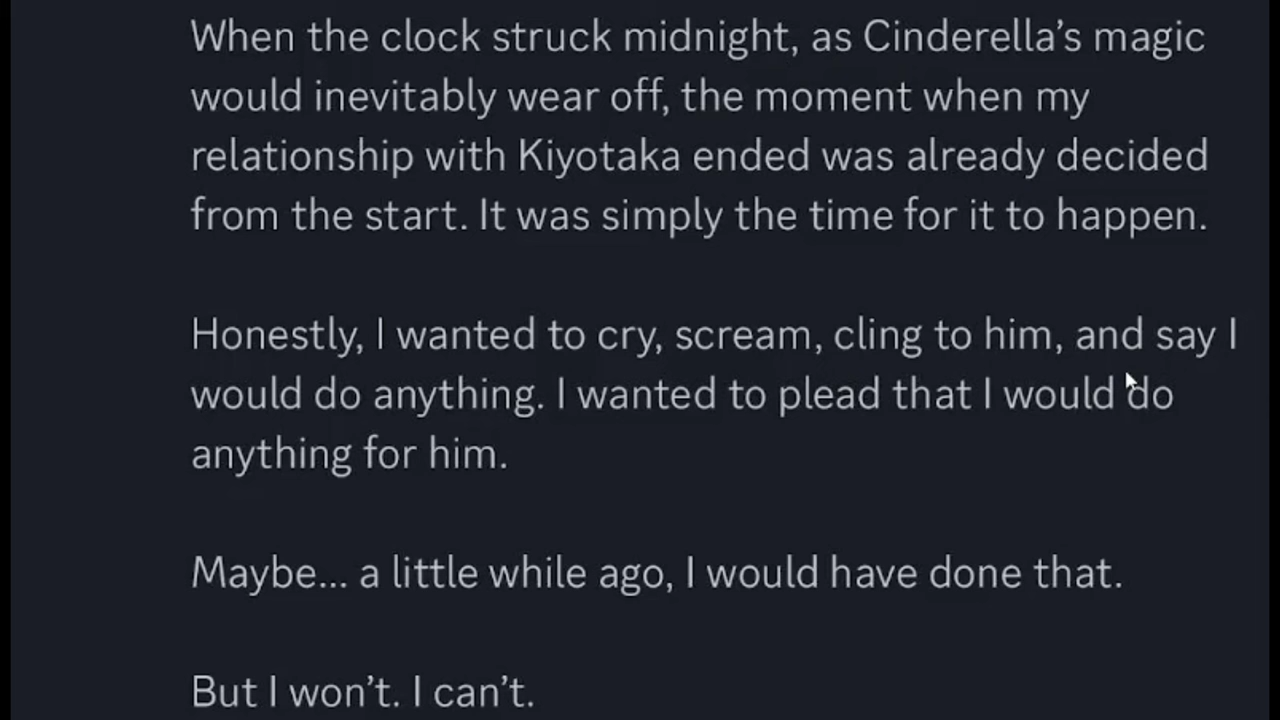 When the clock struck midnight, as Cinderella’s magic
would inevitably wear off, the moment when my
relationship with Kiyotaka ended was already decided
from the start. It was simply the time for it to happen.
Honestly, I wanted to cry, scream, cling to him, and say I
would do anything. I wanted to plead that I would do
anything for him.
Maybe... a little while ago, I would have done that.
But I won’t. I can’t.